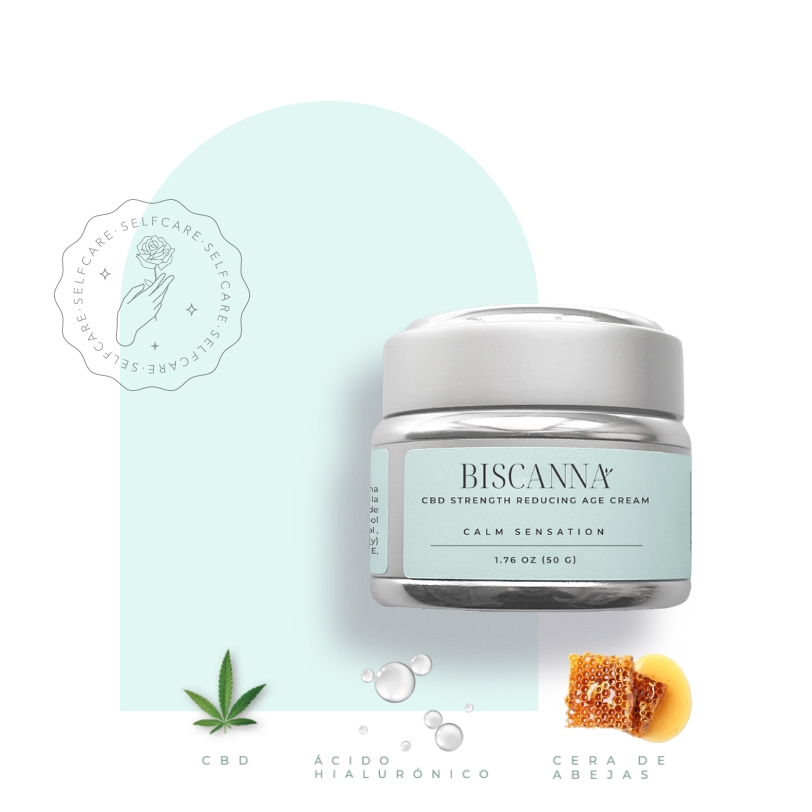 SELFCARE · SELFCARE · SELFCARE · SELFCARE · SELFCARE ·
BISCANNA
CBD STRENGTH REDUCING AGE CREAM
CALM SENSATION
1.76 OZ (50 G)
CBD
ÁCIDO
HIALURÓNICO
CERA DE
ABEJAS